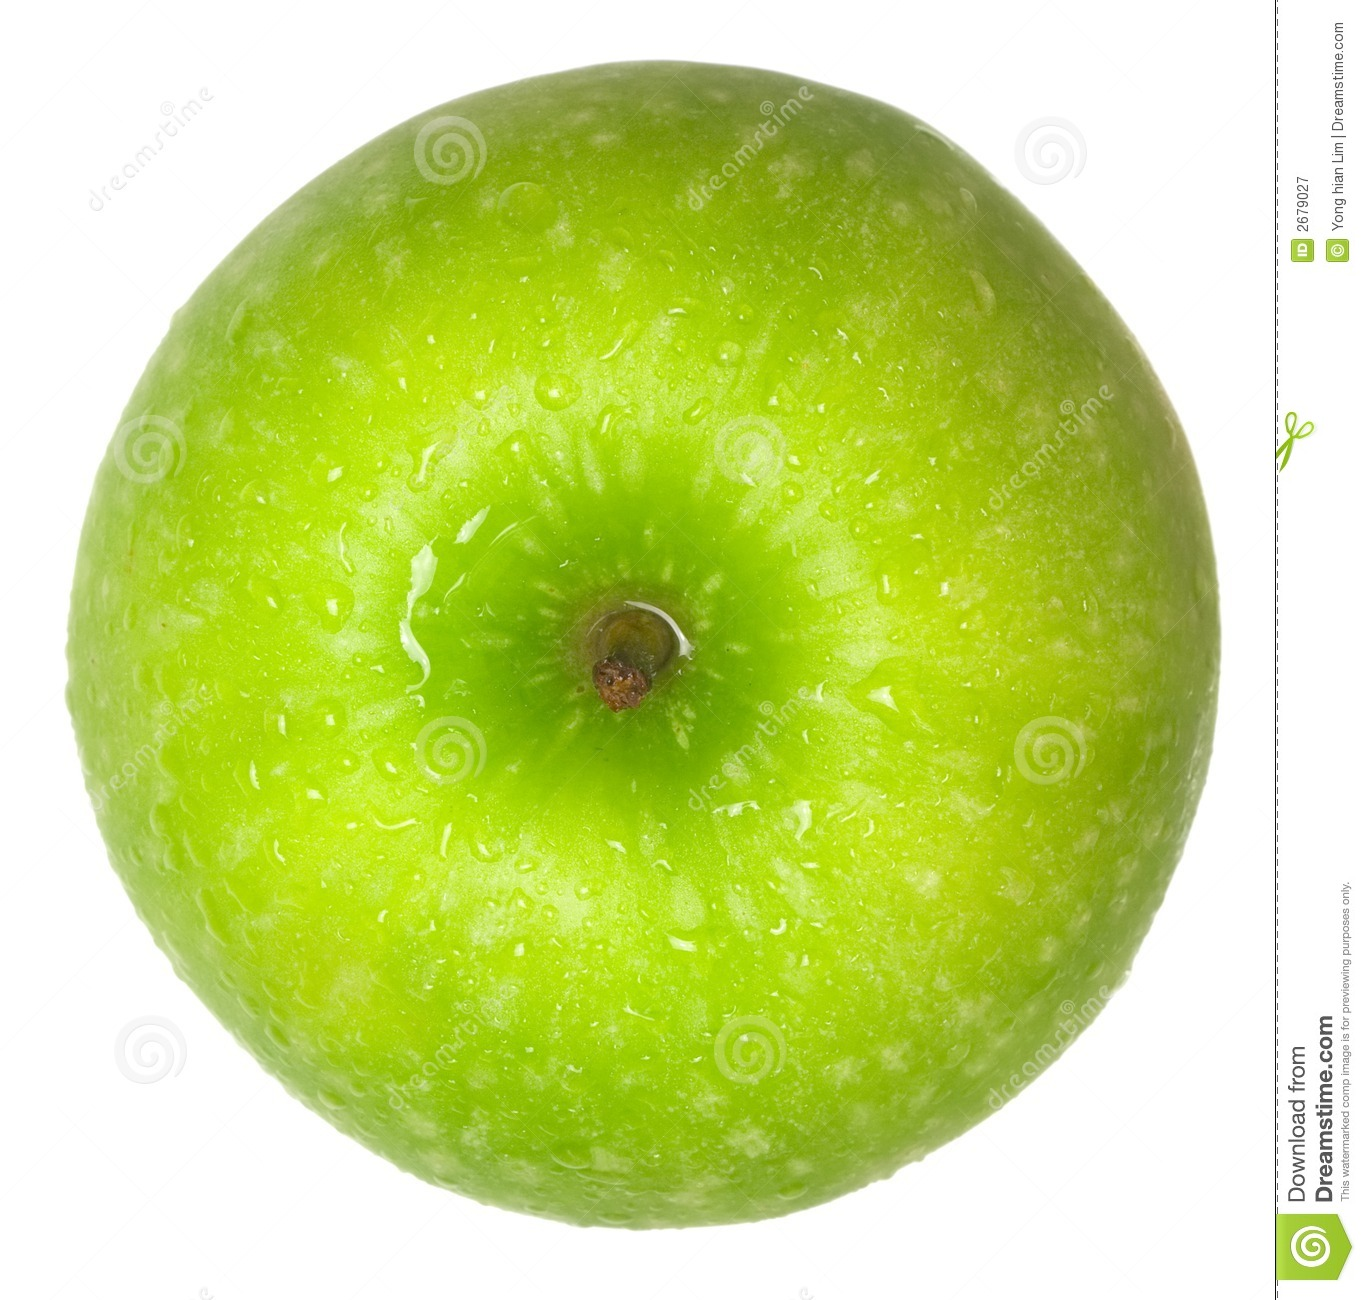 dreamstime
dreamstime
dreamstime
dreamstime
dreamstime
dreamstime
dreamstime
ID 2679027
© Yong hian Lim | Dreamstime.com
Download from
Dreamstime.com
This watermarked comp image is for previewing purposes only.